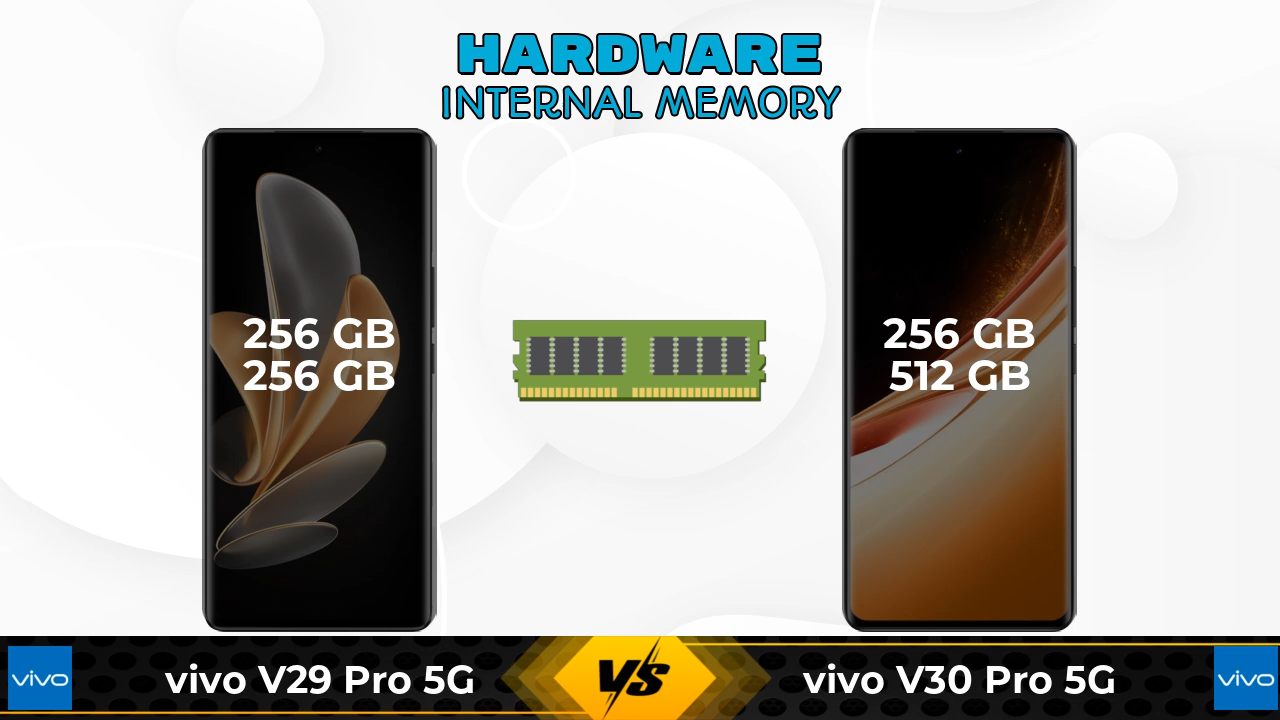 HARDWARE
INTERNAL MEMORY
256 GB
256 GB
256 GB
512 GB
vivo
vivo V29 Pro 5G
VS
vivo V30 Pro 5G
vivo